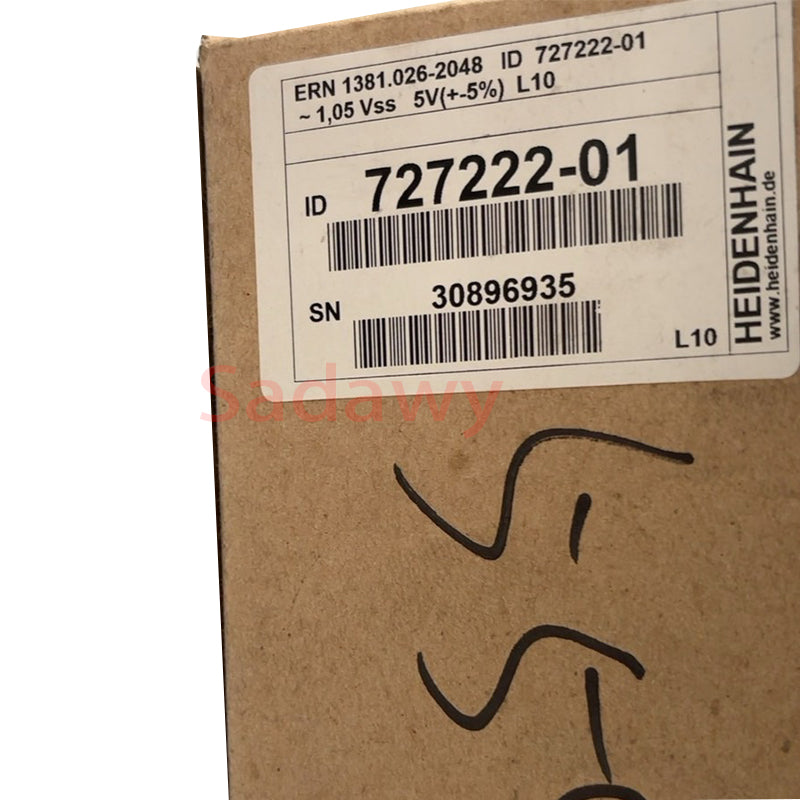 ERN 1381.026-2048 ID 727222-01
~ 1,05 Vss 5V(+-5%) L10
ID 727222-01
SN 30896935
L10
HEIDENHAIN
www.heidenhain.de
Sadawy